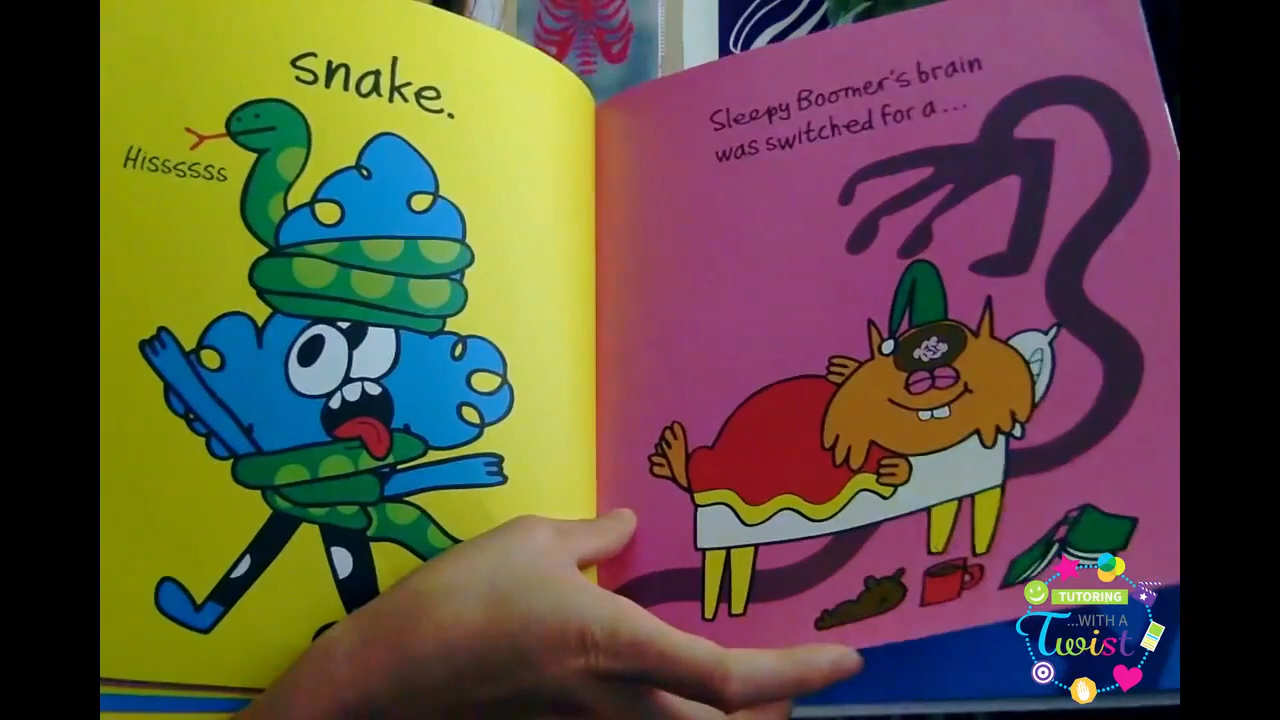 snake.
Hissssss
Sleepy Boomer's brain
was switched for a...
TUTORING
...WITH A
Twist